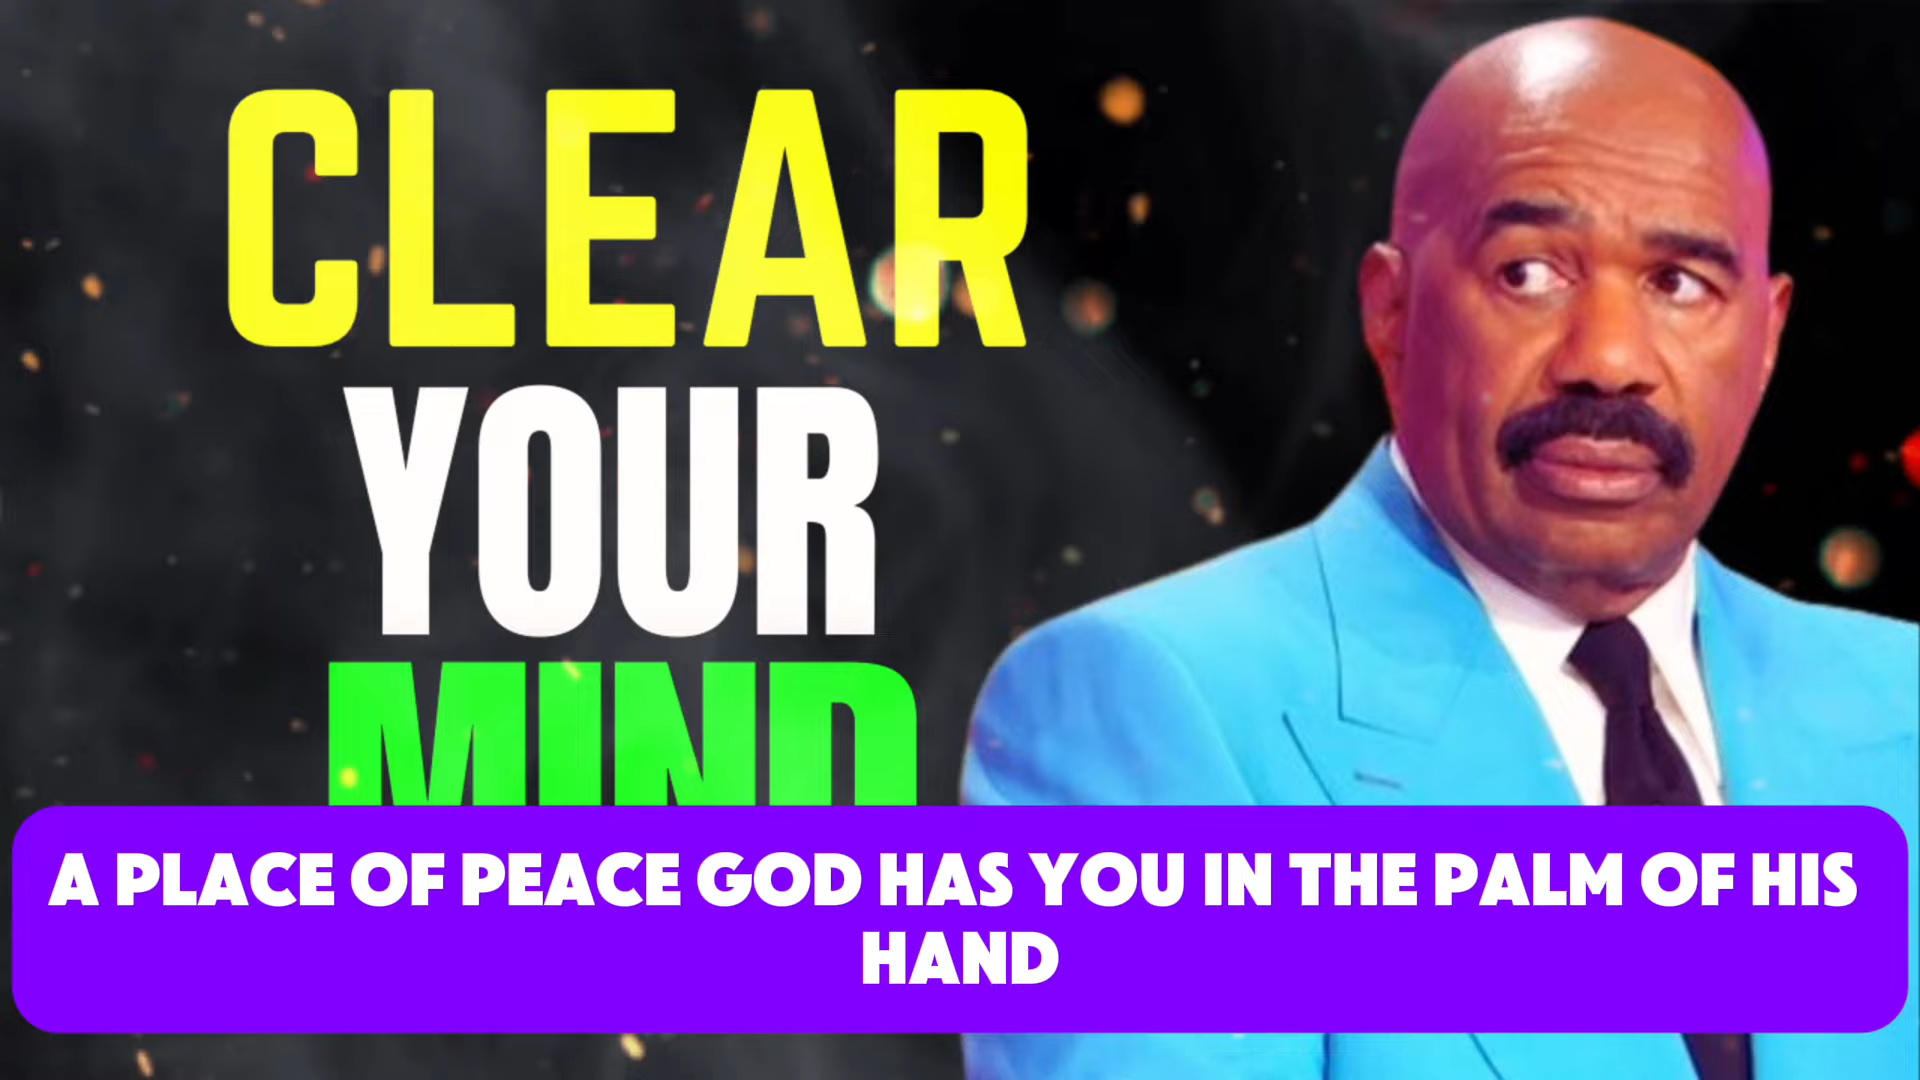 CLEAR
YOUR
MIND
A PLACE OF PEACE GOD HAS YOU IN THE PALM OF HIS
HAND